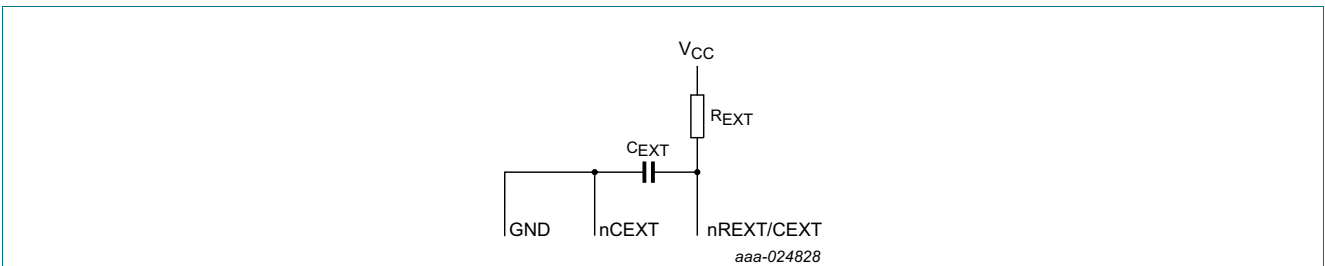 VCC
REXT
CEXT
GND nCEXT nREXT/CEXT
aaa-024828